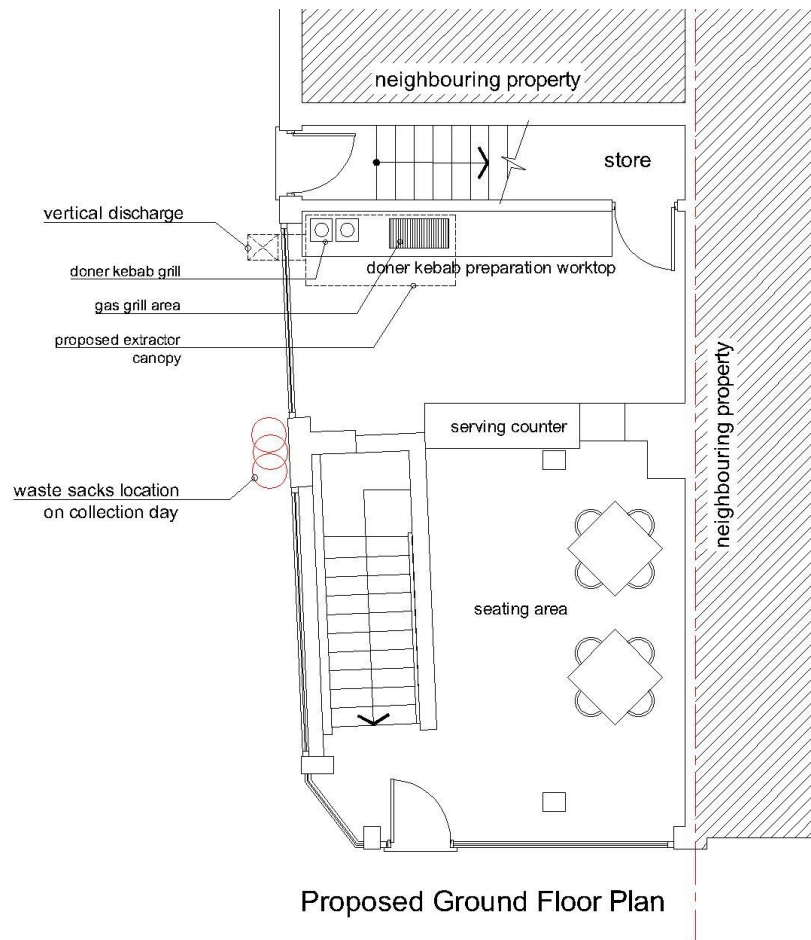 neighbouring property
store
vertical discharge
doner kebab grill
doner kebab preparation worktop
gas grill area
proposed extractor
canopy
neighbouring property
serving counter
waste sacks location
on collection day
seating area
Proposed Ground Floor Plan